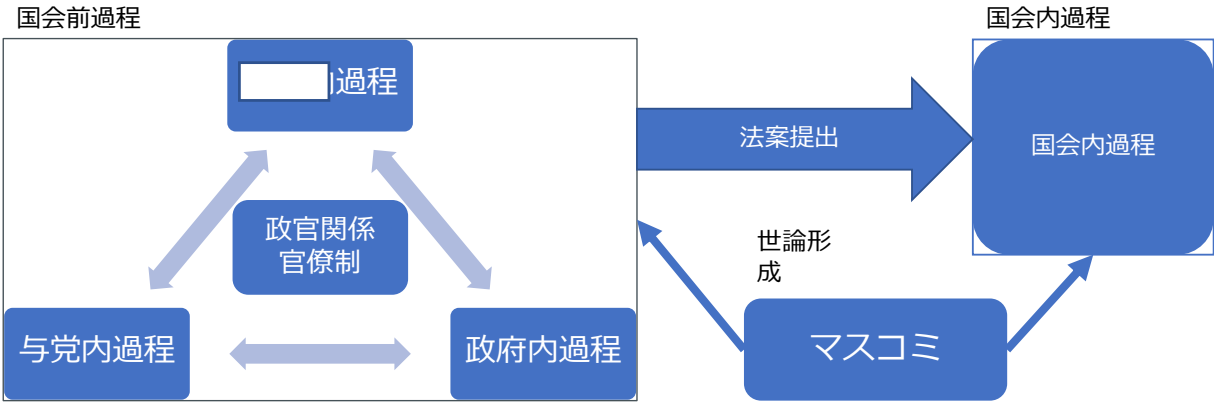 国会前過程
国会内過程
過程
法案提出
国会内過程
政官関係
官僚制
世論形
成
与党内過程
政府内過程
マスコミ